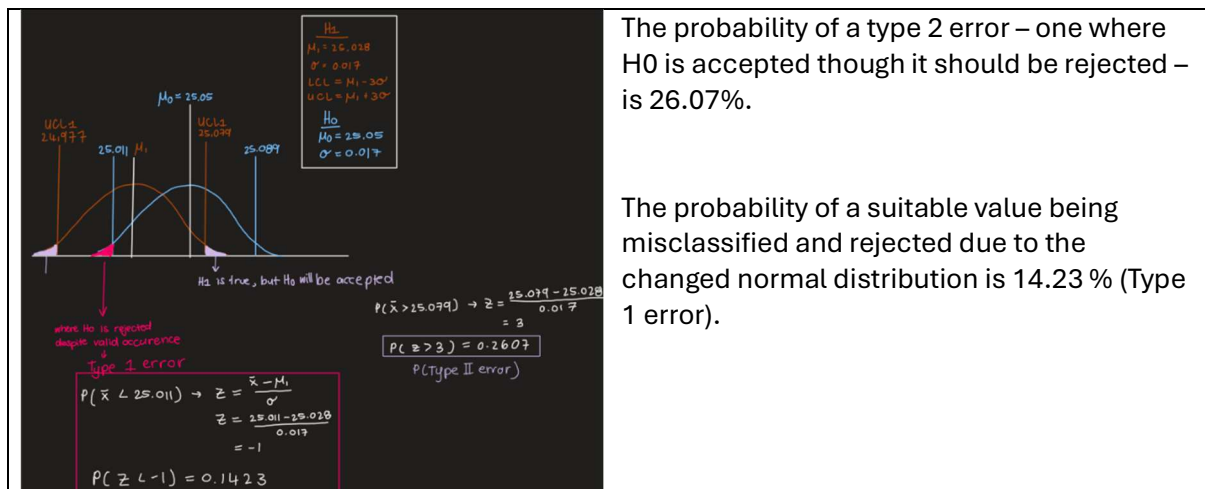 H1
μ₁ = 25.028
σ = 0.017
LCL = μ₁ - 3σ
UCL = μ₁ + 3σ
H0
μ₀ = 25.05
σ = 0.017
μ₀ = 25.05
UCL1
24.977
25.011
μ₁
UCL1
25.079
25.089
H1 is true, but H0 will be accepted
where H0 is rejected
despite valid occurence
Type 1 error
P(x̄ < 25.011) → z = x̄ - μ₁ / σ
z = 25.011 - 25.028 / 0.017
= -1
P(z < -1) = 0.1423
P(x̄ > 25.079) → z = 25.079 - 25.028 / 0.017
= 3
P(z > 3) = 0.2607
P(Type II error)
The probability of a type 2 error – one where
H0 is accepted though it should be rejected –
is 26.07%.
The probability of a suitable value being
misclassified and rejected due to the
changed normal distribution is 14.23 % (Type
1 error).